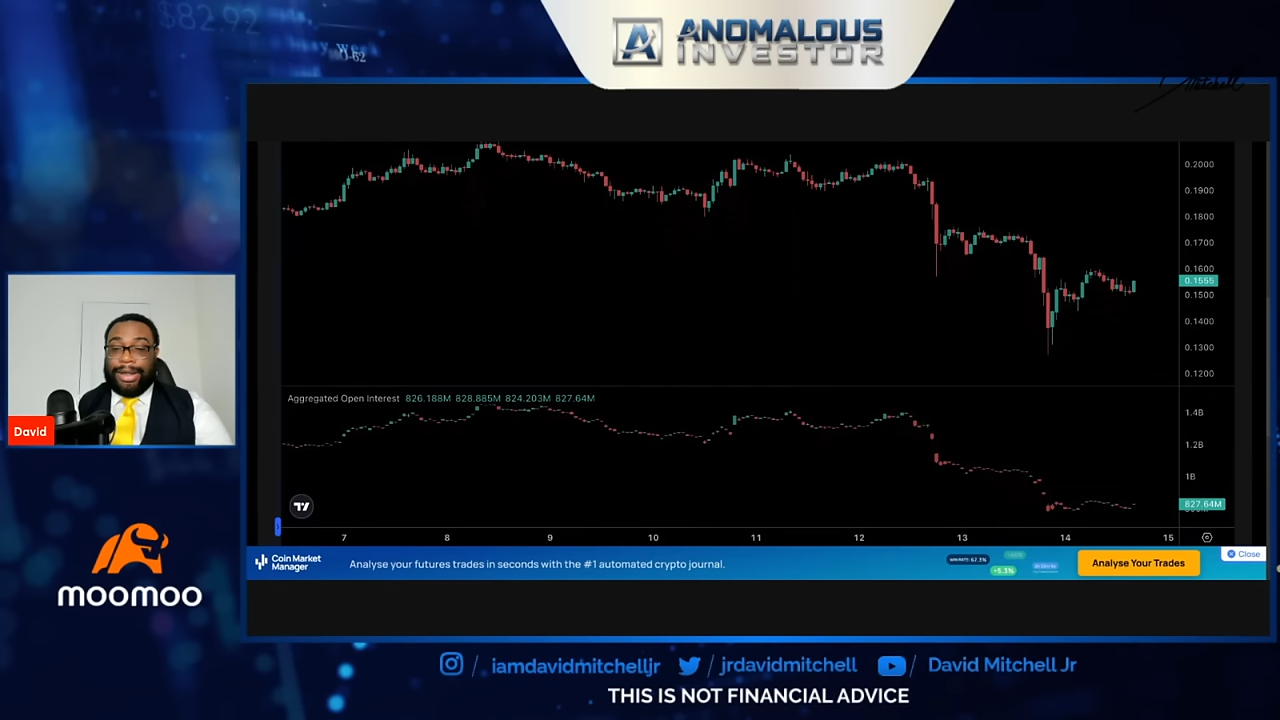 $82.92
ANOMALOUS
INVESTOR
0.2000
0.1900
0.1800
0.1700
0.1600
0.1555
0.1500
0.1400
0.1300
0.1200
Aggregated Open Interest 826.188M 828.885M 824.203M 827.64M
1.4B
1.2B
1B
827.64M
7 8 9 10 11 12 13 14 15
David
moomoo
Coin Market
Manager
Analyse your futures trades in seconds with the #1 automated crypto journal.
+5.3%
Analyse Your Trades
Close
iamdavidmitchelljr / jrdavidmitchell / David Mitchell Jr
THIS IS NOT FINANCIAL ADVICE